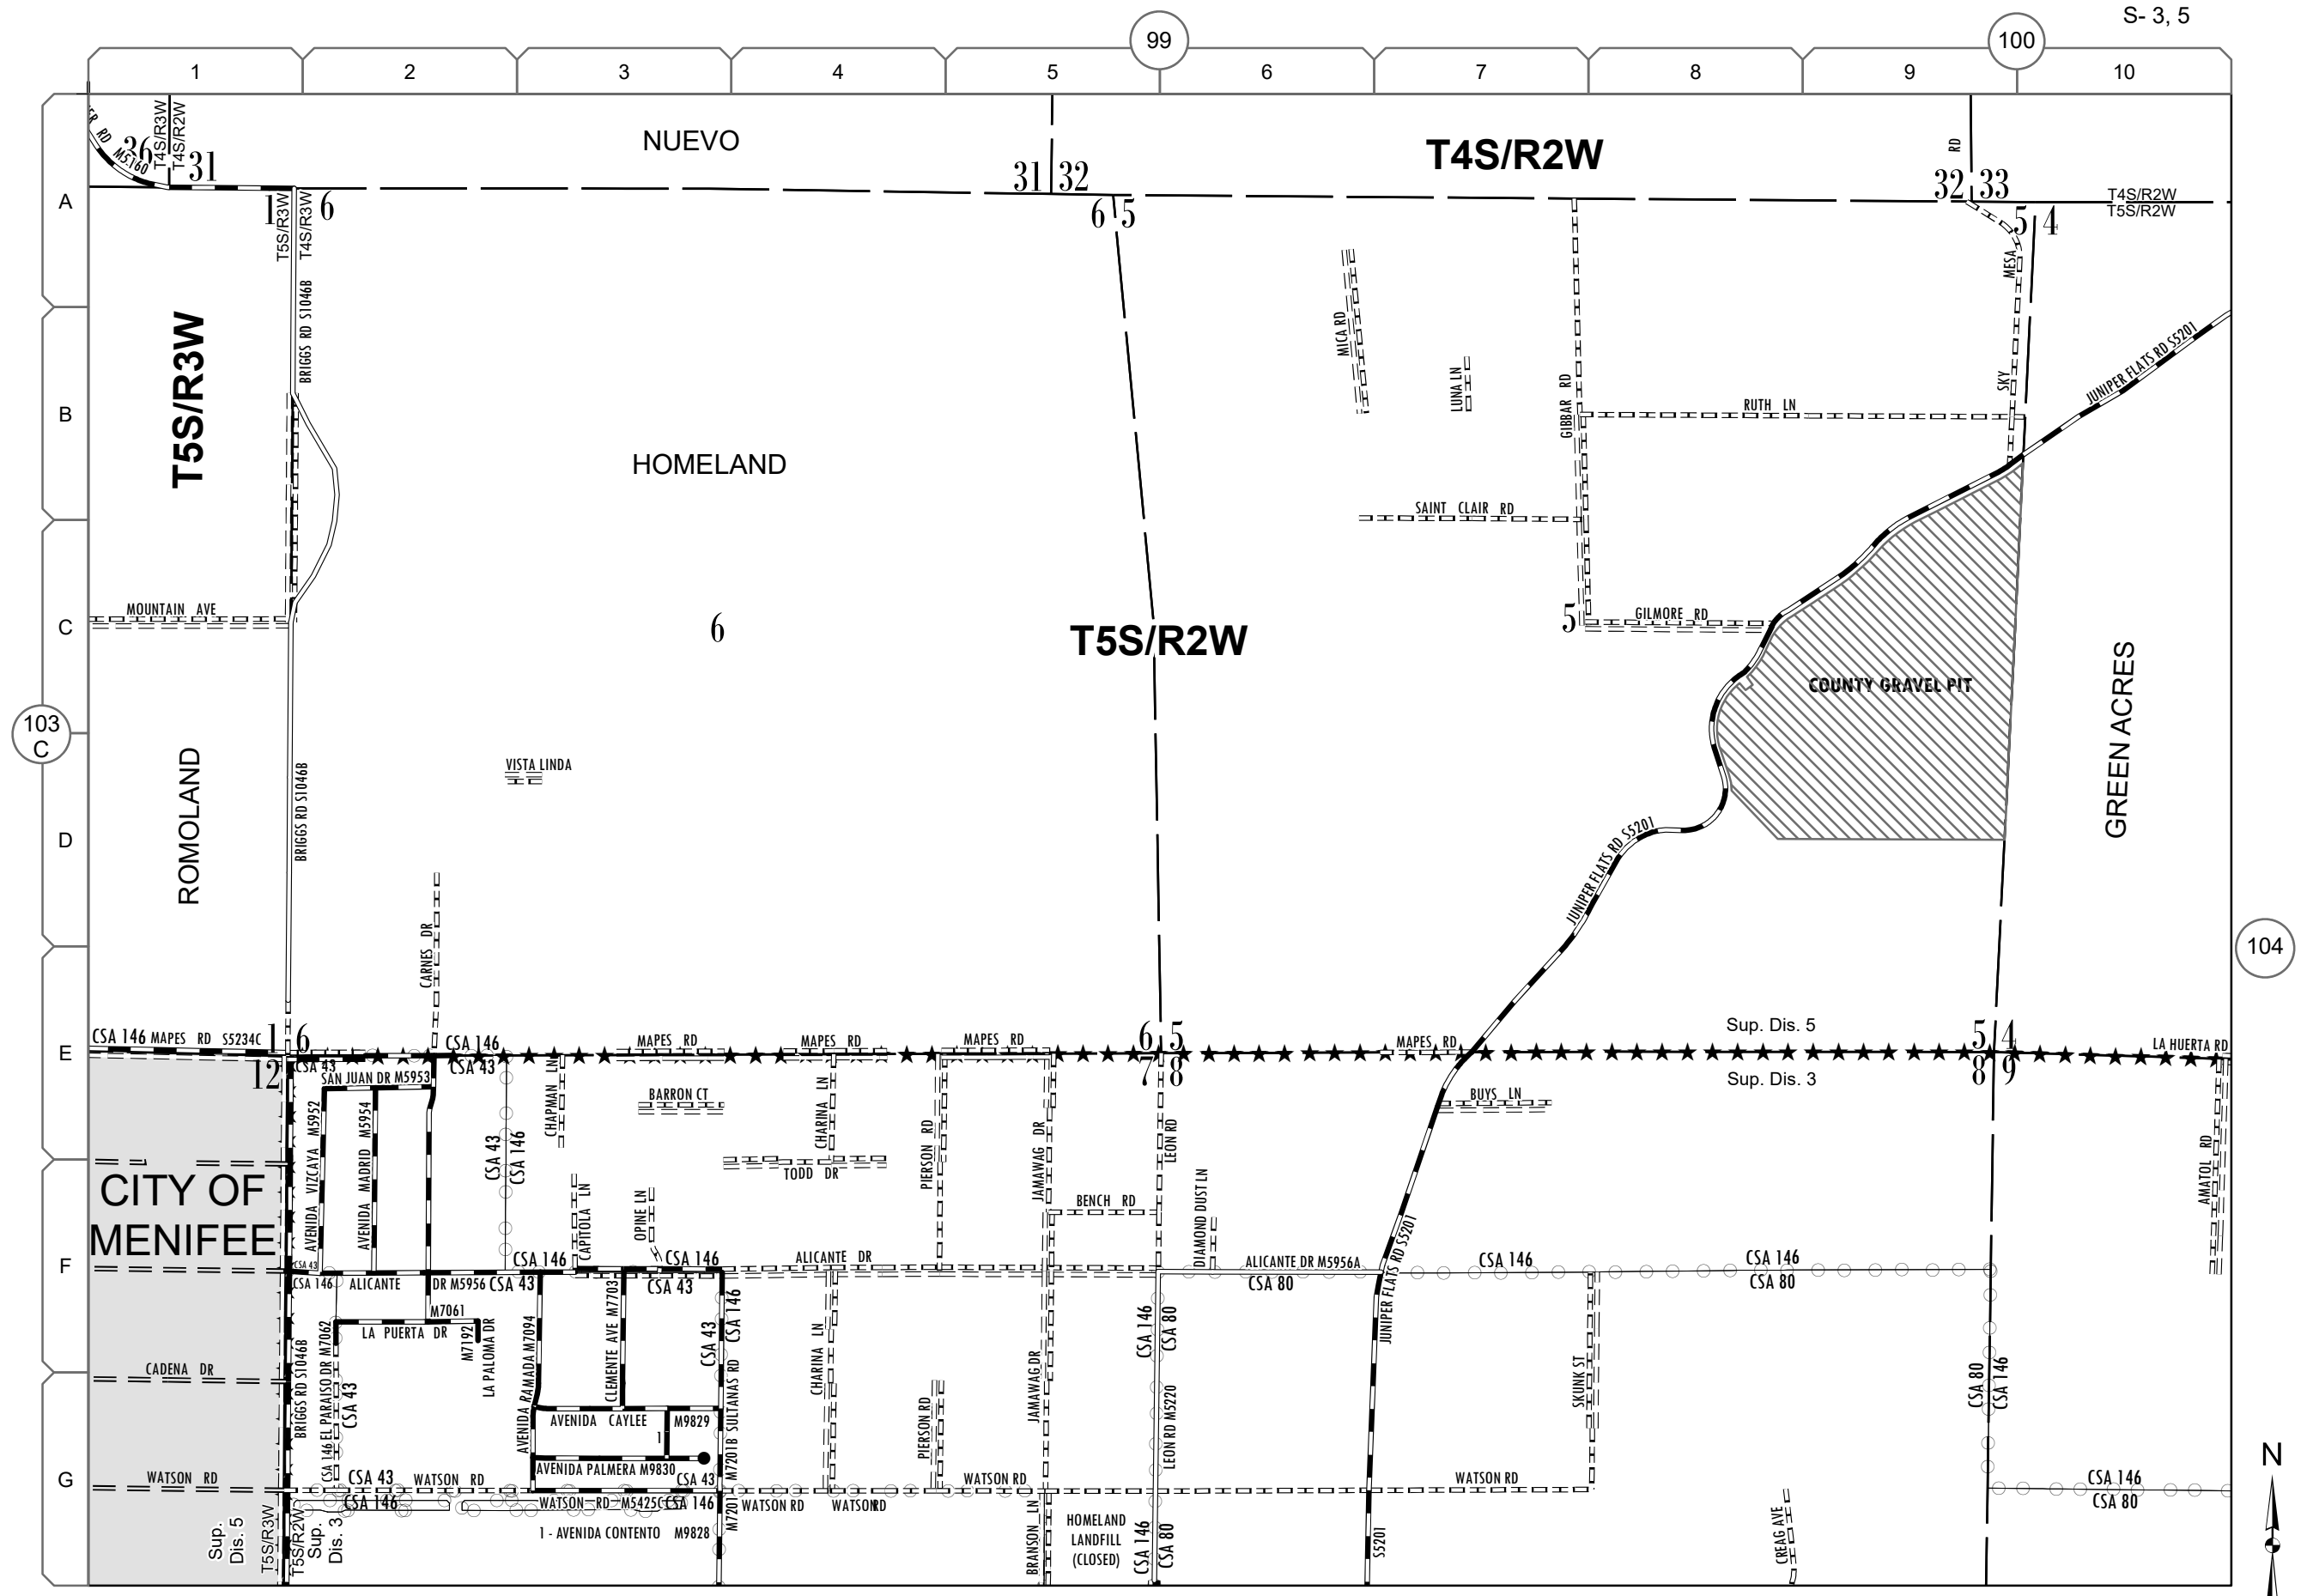 S- 3, 5
99
100
1
2
3
4
5
6
7
8
9
10
A
B
C
D
E
F
G
103
C
104
RD M5160
36
31
T4S/R3W
T4S/R2W
NUEVO
31
32
T4S/R2W
RD
32
33
T4S/R2W
T5S/R2W
1
6
T5S/R3W
T4S/R3W
6
5
5
4
MESA
SKY
T5S/R3W
BRIGGS RD S1046B
HOMELAND
MICA RD
LUNA LN
GIBBAR RD
RUTH LN
JUNIPER FLATS RD S5201
SAINT CLAIR RD
MOUNTAIN AVE
6
T5S/R2W
5
GILMORE RD
COUNTY GRAVEL PIT
GREEN ACRES
ROMOLAND
BRIGGS RD S1046B
VISTA LINDA
JUNIPER FLATS RD S5201
CARNES DR
CSA 146
MAPES RD S5234C
1
6
CSA 146
MAPES RD
MAPES RD
MAPES RD
6
5
MAPES RD
Sup. Dis. 5
5
4
LA HUERTA RD
12
CSA 43
CSA 43
7
8
Sup. Dis. 3
8
9
SAN JUAN DR M5953
AVENIDA VIZCAYA M5952
AVENIDA MADRID M5954
CSA 43
CSA 146
CHAPMAN LN
BARRON CT
CHARINA LN
PIERSON RD
JAMAWAG DR
LEON RD
BUYS LN
AMATOL RD
TODD DR
CITY OF
MENIFEE
CAPITOLA LN
OPINE LN
BENCH RD
DIAMOND DUST LN
CSA 43
CSA 146
ALICANTE DR M5956
CSA 43
CSA 146
CSA 146
CSA 43
ALICANTE DR
ALICANTE DR M5956A
CSA 80
JUNIPER FLATS RD S5201
CSA 146
CSA 146
CSA 80
M7061
LA PUERTA DR
M7192
LA PALOMA DR
AVENIDA RAMADA M7094
CLEMENTE AVE M7703
CSA 43
CSA 146
CHARINA LN
JAMAWAG DR
CSA 146
CSA 80
SKUNK ST
CSA 80
CSA 146
CADENA DR
BRIGGS RD S1046B
CSA 146 EL PARAISO DR M7062
CSA 43
AVENIDA CAYLEE M9829
1
M7201B SULTANAS RD
PIERSON RD
LEON RD M5220
AVENIDA PALMERA M9830
WATSON RD
CSA 43
WATSON RD
CSA 43
WATSON RD
WATSON RD
CSA 146
CSA 146
WATSON RD M5425C
CSA 146
WATSON RD
WATSON RD
CSA 146
CSA 80
Sup.
Dis. 5
T5S/R3W
T5S/R2W
Sup.
Dis. 3
1 - AVENIDA CONTENTO M9828
M7201
BRANSON LN
HOMELAND
LANDFILL
(CLOSED)
CSA 146
CSA 80
S5201
CREAG AVE
N